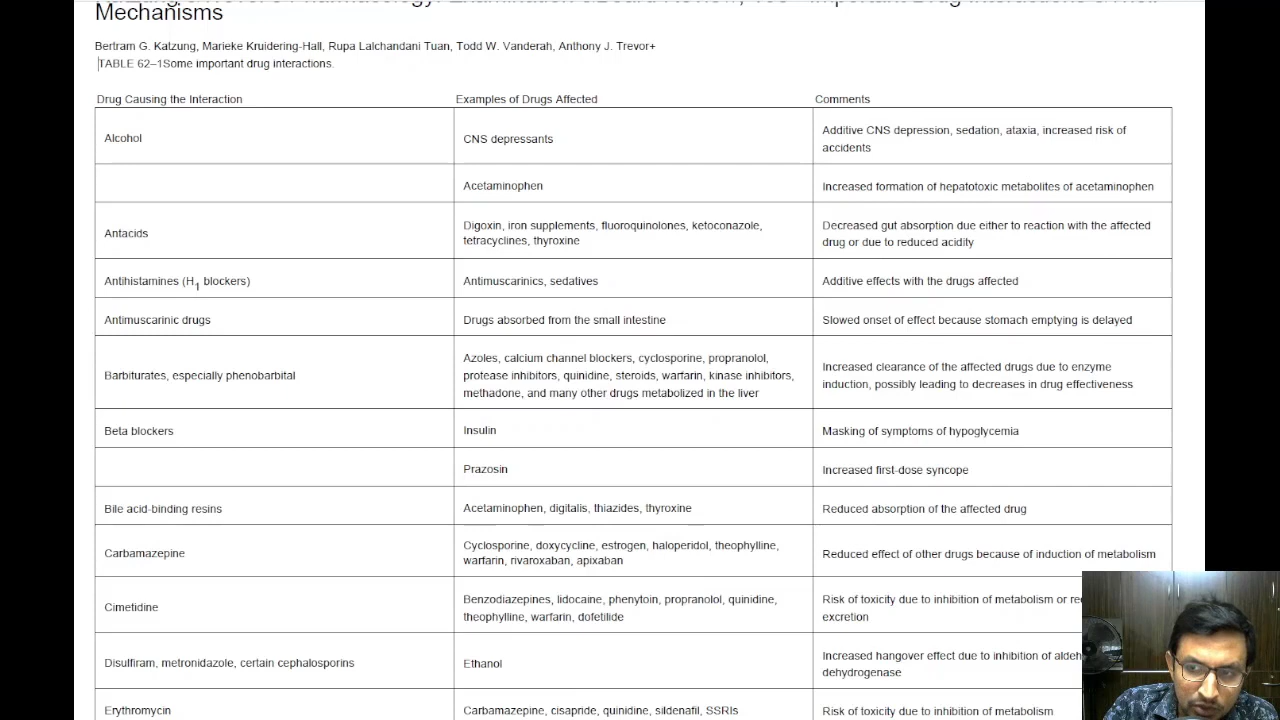 Mechanisms
Bertram G. Katzung, Marieke Kruidering-Hall, Rupa Lalchandani Tuan, Todd W. Vanderah, Anthony J. Trevor+
TABLE 62–1Some important drug interactions.
Drug Causing the Interaction Examples of Drugs Affected Comments
Alcohol CNS depressants Additive CNS depression, sedation, ataxia, increased risk of
accidents
Acetaminophen Increased formation of hepatotoxic metabolites of acetaminophen
Antacids Digoxin, iron supplements, fluoroquinolones, ketoconazole,
tetracyclines, thyroxine
Decreased gut absorption due either to reaction with the affected
drug or due to reduced acidity
Antihistamines (H1 blockers) Antimuscarinics, sedatives Additive effects with the drugs affected
Antimuscarinic drugs Drugs absorbed from the small intestine Slowed onset of effect because stomach emptying is delayed
Barbiturates, especially phenobarbital Azoles, calcium channel blockers, cyclosporine, propranolol,
protease inhibitors, quinidine, steroids, warfarin, kinase inhibitors,
methadone, and many other drugs metabolized in the liver
Increased clearance of the affected drugs due to enzyme
induction, possibly leading to decreases in drug effectiveness
Beta blockers Insulin Masking of symptoms of hypoglycemia
Prazosin Increased first-dose syncope
Bile acid-binding resins Acetaminophen, digitalis, thiazides, thyroxine Reduced absorption of the affected drug
Carbamazepine Cyclosporine, doxycycline, estrogen, haloperidol, theophylline,
warfarin, rivaroxaban, apixaban
Reduced effect of other drugs because of induction of metabolism
Cimetidine Benzodiazepines, lidocaine, phenytoin, propranolol, quinidine,
theophylline, warfarin, dofetilide
Risk of toxicity due to inhibition of metabolism or
excretion
Disulfiram, metronidazole, certain cephalosporins Ethanol Increased hangover effect due to inhibition of
dehydrogenase
Erythromycin Carbamazepine, cisapride, quinidine, sildenafil, SSRIs Risk of toxicity due to inhibition of metabolism